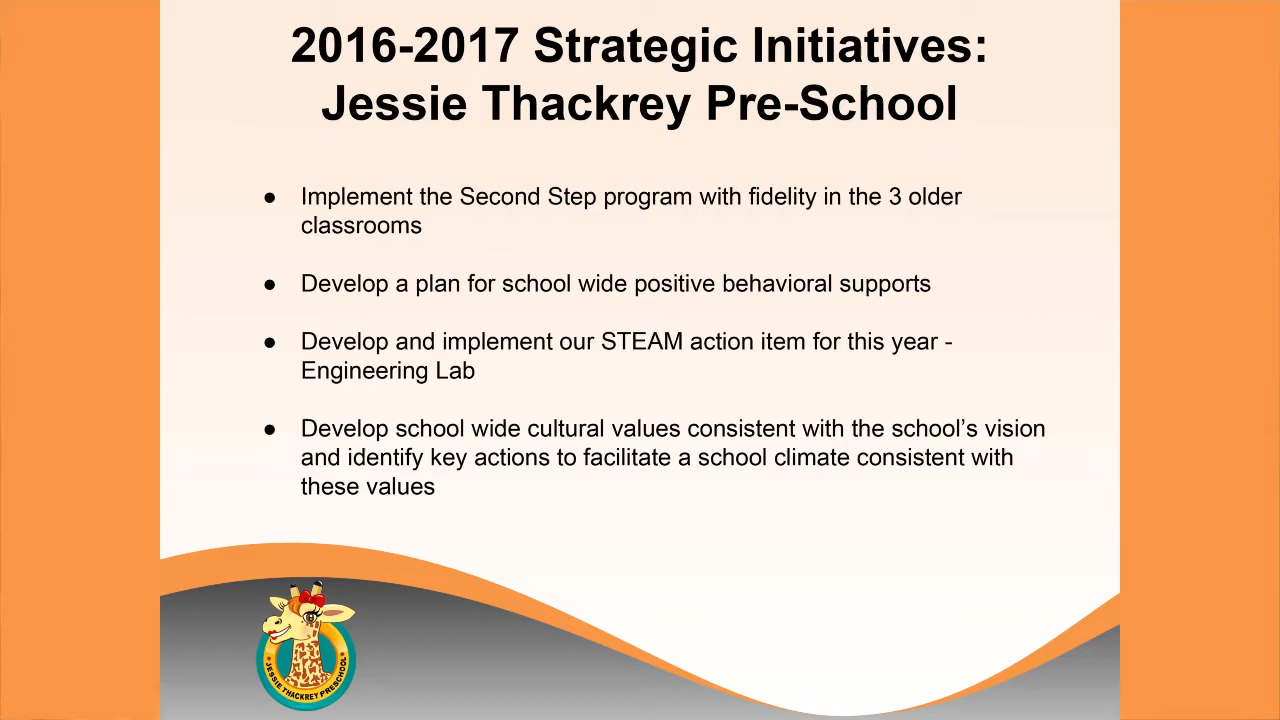 2016-2017 Strategic Initiatives:
Jessie Thackrey Pre-School
● Implement the Second Step program with fidelity in the 3 older
classrooms
● Develop a plan for school wide positive behavioral supports
● Develop and implement our STEAM action item for this year -
Engineering Lab
● Develop school wide cultural values consistent with the school’s vision
and identify key actions to facilitate a school climate consistent with
these values
JESSIE THACKREY PRESCHOOL